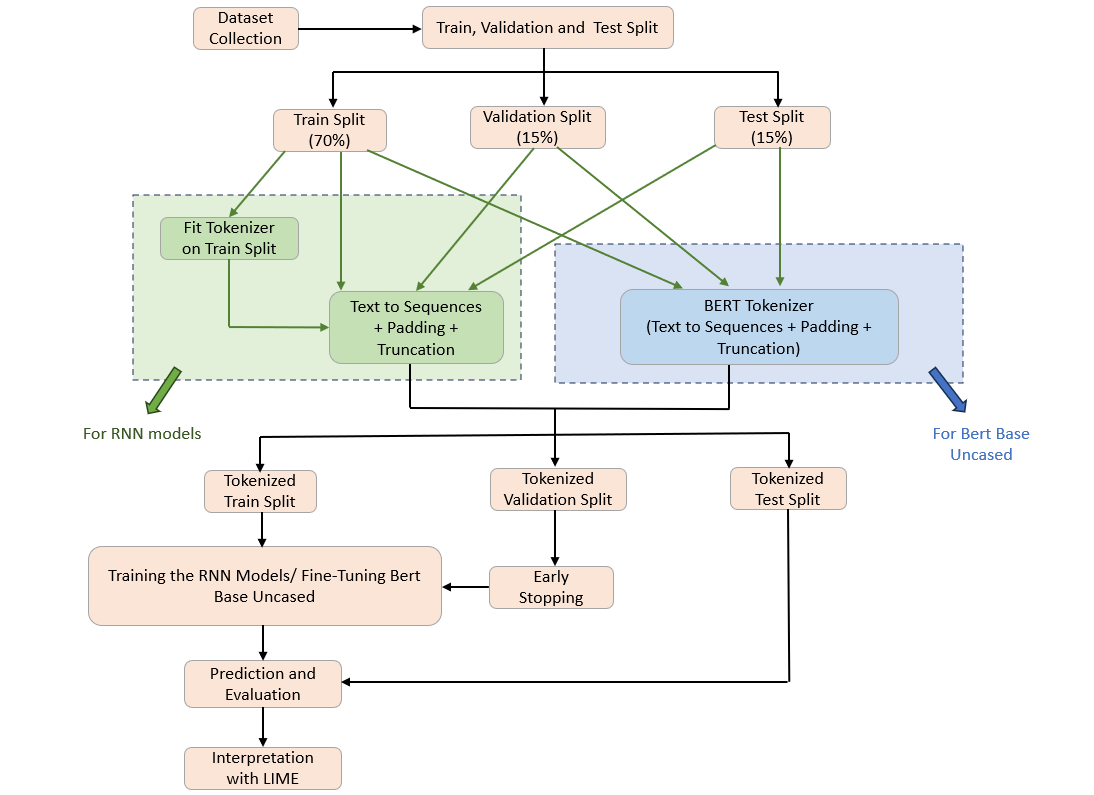 Dataset
Collection
Train, Validation and  Test Split
Train Split
(70%)
Validation Split
(15%)
Test Split
(15%)
Fit Tokenizer
on Train Split
Text to Sequences
+ Padding +
Truncation
BERT Tokenizer
(Text to Sequences + Padding +
Truncation)
For RNN models
For Bert Base
Uncased
Tokenized
Train Split
Tokenized
Validation Split
Tokenized
Test Split
Training the RNN Models/ Fine-Tuning Bert
Base Uncased
Early
Stopping
Prediction and
Evaluation
Interpretation
with LIME